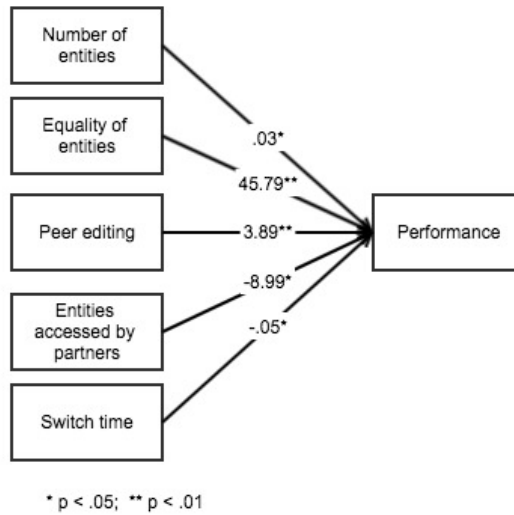 Number of
entities
.03*
Equality of
entities
45.79**
Peer editing
3.89**
Performance
Entities
accessed by
partners
-8.99*
-.05*
Switch time
* p < .05; ** p < .01